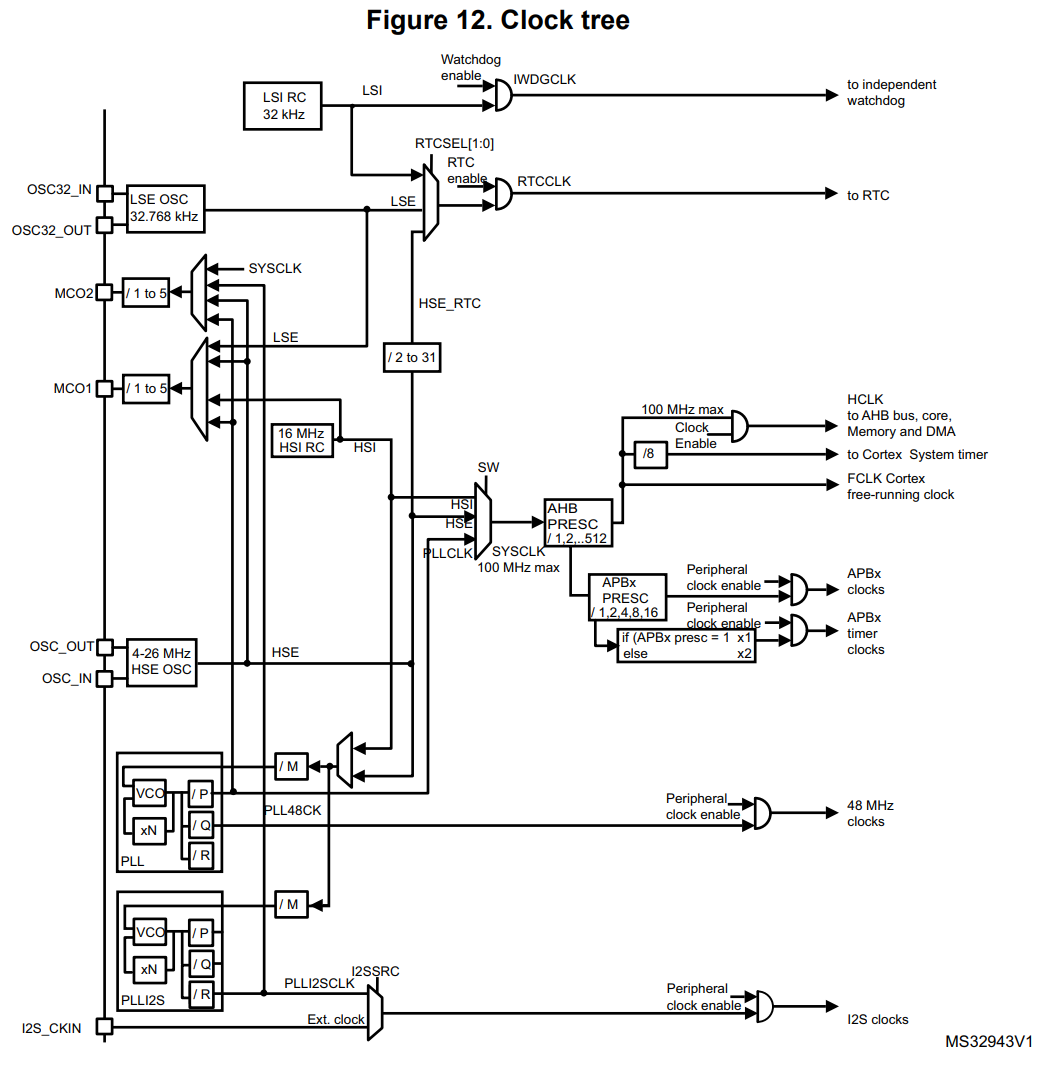 Figure 12. Clock tree
Watchdog
enable
IWDGCLK
to independent
watchdog
LSI RC
32 kHz
LSI
RTCSEL[1:0]
RTC
enable
RTCCLK
to RTC
OSC32_IN
OSC32_OUT
LSE OSC
32.768 kHz
LSE
SYSCLK
MCO2
/ 1 to 5
HSE_RTC
LSE
/ 2 to 31
MCO1
/ 1 to 5
16 MHz
HSI RC
HSI
100 MHz max
Clock
Enable
HCLK
to AHB bus, core,
Memory and DMA
/8
to Cortex System timer
FCLK Cortex
free-running clock
SW
HSI
HSE
PLLCLK
SYSCLK
100 MHz max
AHB
PRESC
/ 1,2,..512
APBx
PRESC
/ 1,2,4,8,16
Peripheral
clock enable
APBx
clocks
Peripheral
clock enable
APBx
timer
clocks
if (APBx presc = 1 x1
else x2
OSC_OUT
OSC_IN
4-26 MHz
HSE OSC
HSE
/ M
VCO
xN
/ P
/ Q
/ R
PLL
PLL48CK
Peripheral
clock enable
48 MHz
clocks
/ M
VCO
xN
/ P
/ Q
/ R
PLLI2S
PLLI2SCLK
I2SSRC
Ext. clock
I2S_CKIN
Peripheral
clock enable
I2S clocks
MS32943V1